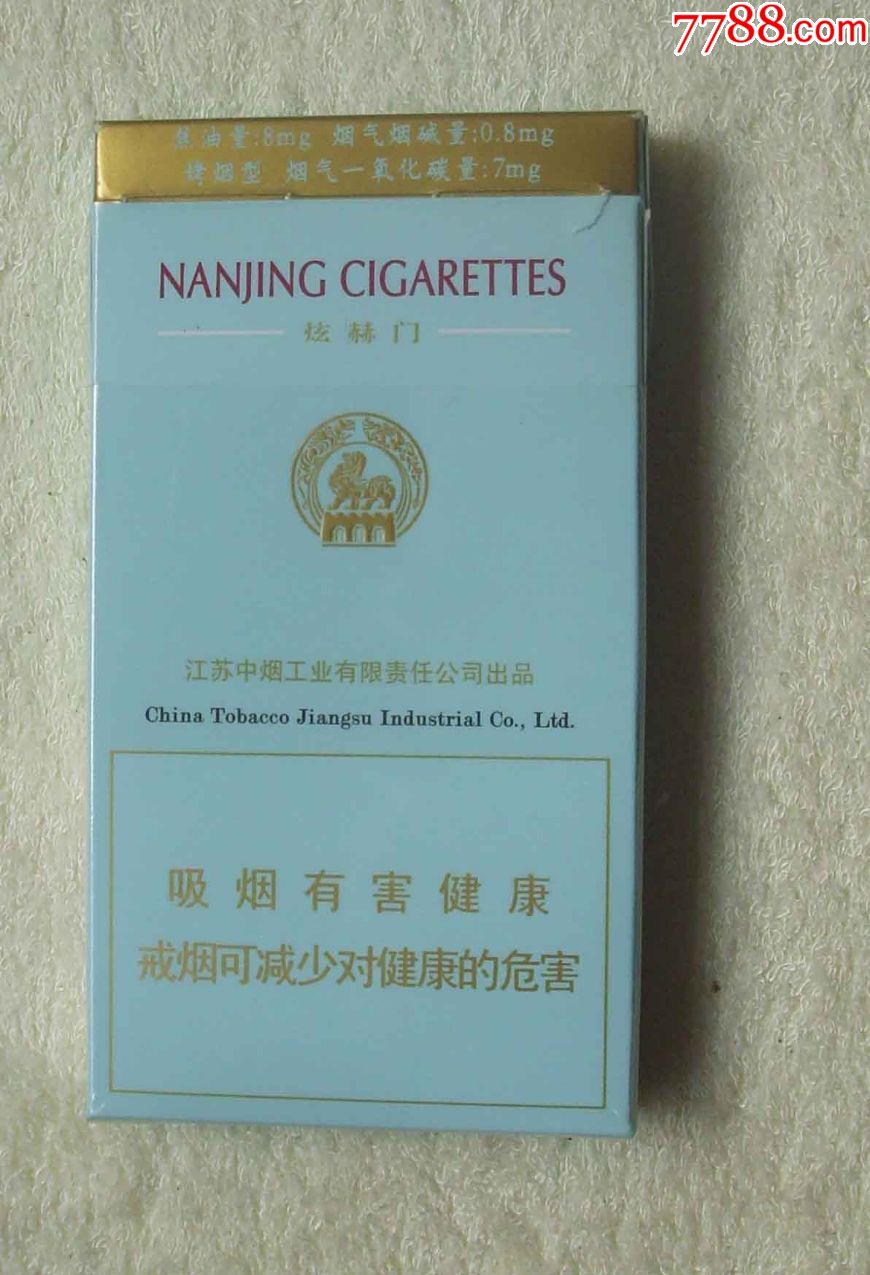 7788.com
焦油量:8mg 烟气烟碱量:0.8mg
烤烟型 烟气一氧化碳量:7mg
NANJING CIGARETTES
炫赫门
江苏中烟工业有限责任公司出品
China Tobacco Jiangsu Industrial Co., Ltd.
吸烟有害健康
戒烟可减少对健康的危害